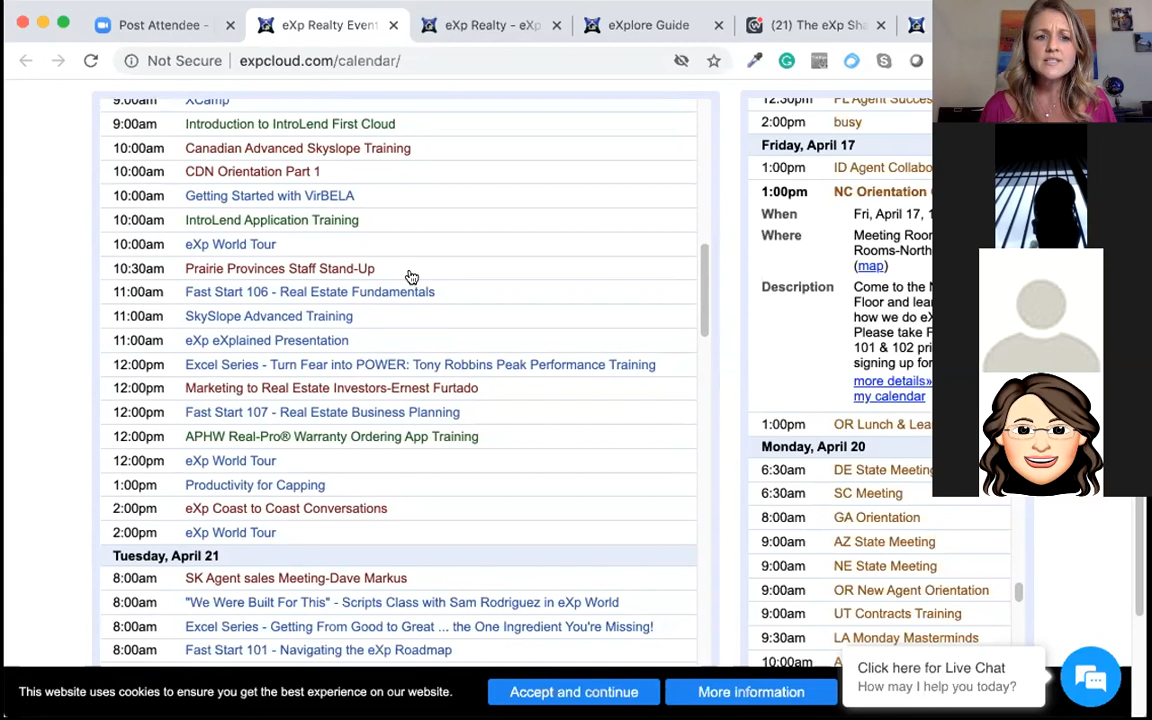 Post Attendee -
eXp Realty Even
eXp Realty - eXp
eXplore Guide
(21) The eXp Sha
Not Secure
expcloud.com/calendar/
9:00am XCamp
9:00am Introduction to IntroLend First Cloud
10:00am Canadian Advanced Skyslope Training
10:00am CDN Orientation Part 1
10:00am Getting Started with VirBELA
10:00am IntroLend Application Training
10:00am eXp World Tour
10:30am Prairie Provinces Staff Stand-Up
11:00am Fast Start 106 - Real Estate Fundamentals
11:00am SkySlope Advanced Training
11:00am eXp eXplained Presentation
12:00pm Excel Series - Turn Fear into POWER: Tony Robbins Peak Performance Training
12:00pm Marketing to Real Estate Investors-Ernest Furtado
12:00pm Fast Start 107 - Real Estate Business Planning
12:00pm APHW Real-Pro® Warranty Ordering App Training
12:00pm eXp World Tour
1:00pm Productivity for Capping
2:00pm eXp Coast to Coast Conversations
2:00pm eXp World Tour
Tuesday, April 21
8:00am SK Agent sales Meeting-Dave Markus
8:00am "We Were Built For This" - Scripts Class with Sam Rodriguez in eXp World
8:00am Excel Series - Getting From Good to Great ... the One Ingredient You're Missing!
8:00am Fast Start 101 - Navigating the eXp Roadmap
12:30pm FL Agent Succes
2:00pm busy
Friday, April 17
1:00pm ID Agent Collabo
1:00pm NC Orientation
When Fri, April 17, 1
Where Meeting Roo
Rooms-North
(map)
Description Come to the N
Floor and lear
how we do eX
Please take F
101 & 102 pri
signing up for
more details»
my calendar
1:00pm OR Lunch & Lea
Monday, April 20
6:30am DE State Meeting
6:30am SC Meeting
8:00am GA Orientation
9:00am AZ State Meeting
9:00am NE State Meeting
9:00am OR New Agent Orientation
9:00am UT Contracts Training
9:30am LA Monday Masterminds
10:00am
Click here for Live Chat
How may I help you today?
This website uses cookies to ensure you get the best experience on our website.
Accept and continue
More information